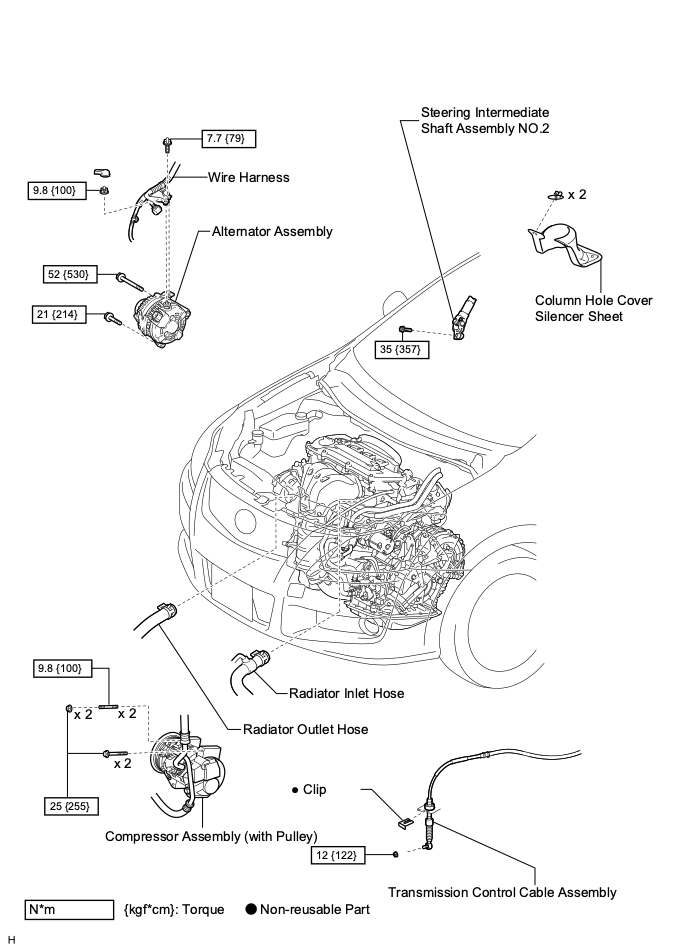 Steering Intermediate
Shaft Assembly NO.2
7.7 {79}
Wire Harness
9.8 {100}
x 2
Alternator Assembly
52 {530}
21 {214}
Column Hole Cover
Silencer Sheet
35 {357}
9.8 {100}
Radiator Inlet Hose
x 2
x 2
Radiator Outlet Hose
x 2
● Clip
25 {255}
Compressor Assembly (with Pulley)
12 {122}
Transmission Control Cable Assembly
N*m {kgf*cm}: Torque ● Non-reusable Part
H